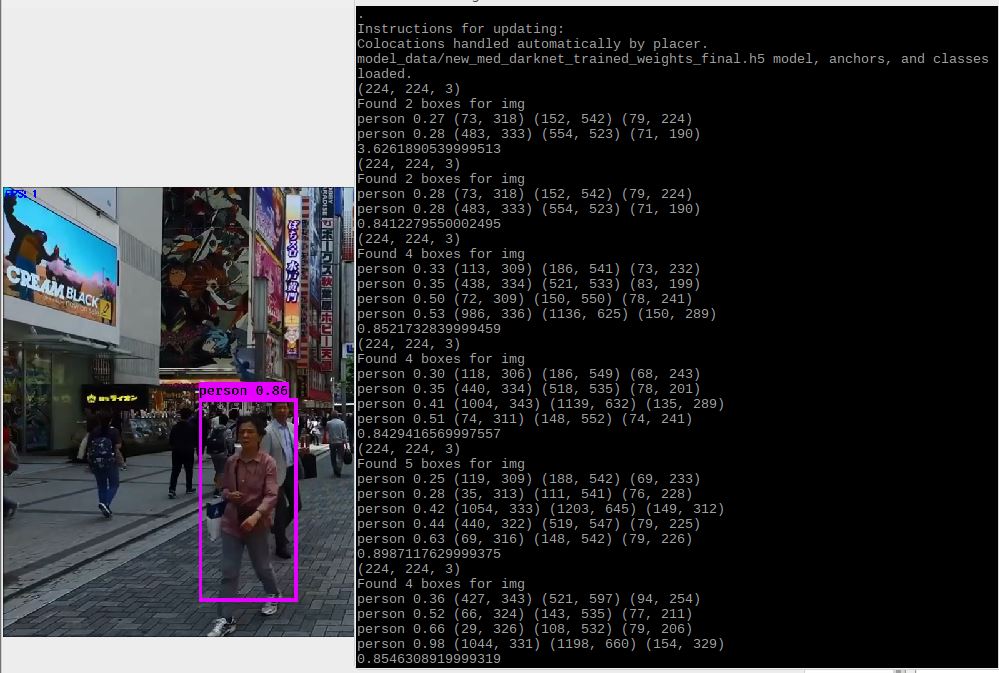 FPS: 1
CREAM BLACK
person 0.86
.
Instructions for updating:
Colocations handled automatically by placer.
model_data/new_med_darknet_trained_weights_final.h5 model, anchors, and classes
loaded.
(224, 224, 3)
Found 2 boxes for img
person 0.27 (73, 318) (152, 542) (79, 224)
person 0.28 (483, 333) (554, 523) (71, 190)
3.6261890539999513
(224, 224, 3)
Found 2 boxes for img
person 0.28 (73, 318) (152, 542) (79, 224)
person 0.28 (483, 333) (554, 523) (71, 190)
0.8412279550002495
(224, 224, 3)
Found 4 boxes for img
person 0.33 (113, 309) (186, 541) (73, 232)
person 0.35 (438, 334) (521, 533) (83, 199)
person 0.50 (72, 309) (150, 550) (78, 241)
person 0.53 (986, 336) (1136, 625) (150, 289)
0.8521732839999459
(224, 224, 3)
Found 4 boxes for img
person 0.30 (118, 306) (186, 549) (68, 243)
person 0.35 (440, 334) (518, 535) (78, 201)
person 0.41 (1004, 343) (1139, 632) (135, 289)
person 0.51 (74, 311) (148, 552) (74, 241)
0.8429416569997557
(224, 224, 3)
Found 5 boxes for img
person 0.25 (119, 309) (188, 542) (69, 233)
person 0.28 (35, 313) (111, 541) (76, 228)
person 0.42 (1054, 333) (1203, 645) (149, 312)
person 0.44 (440, 322) (519, 547) (79, 225)
person 0.63 (69, 316) (148, 542) (79, 226)
0.8987117629999375
(224, 224, 3)
Found 4 boxes for img
person 0.36 (427, 343) (521, 597) (94, 254)
person 0.52 (66, 324) (143, 535) (77, 211)
person 0.66 (29, 326) (108, 532) (79, 206)
person 0.98 (1044, 331) (1198, 660) (154, 329)
0.8546308919999319